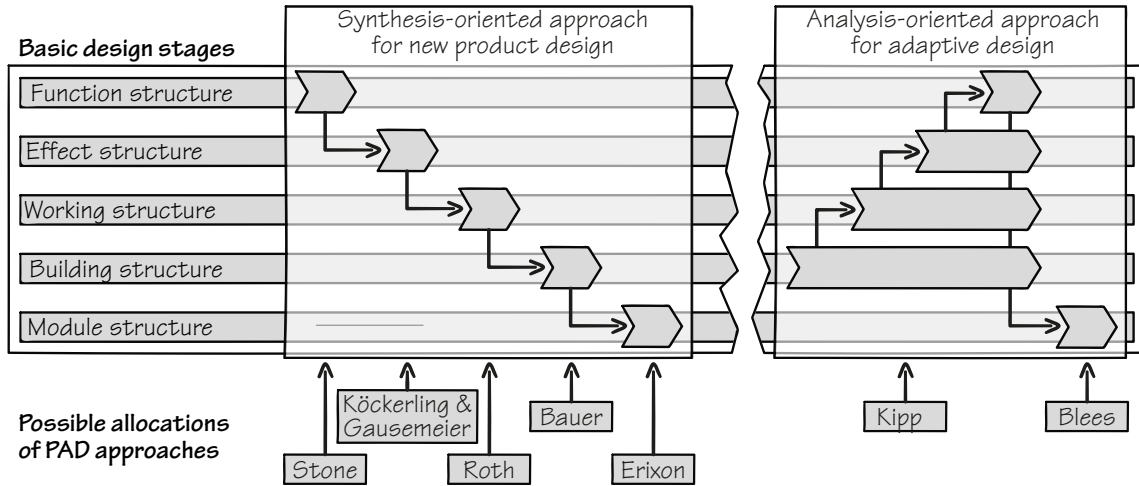 Synthesis-oriented approach
for new product design
Analysis-oriented approach
for adaptive design
Basic design stages
Function structure
Effect structure
Working structure
Building structure
Module structure
Possible allocations
of PAD approaches
Stone
Köckerling &
Gausemeier
Roth
Bauer
Erixon
Kipp
Blees